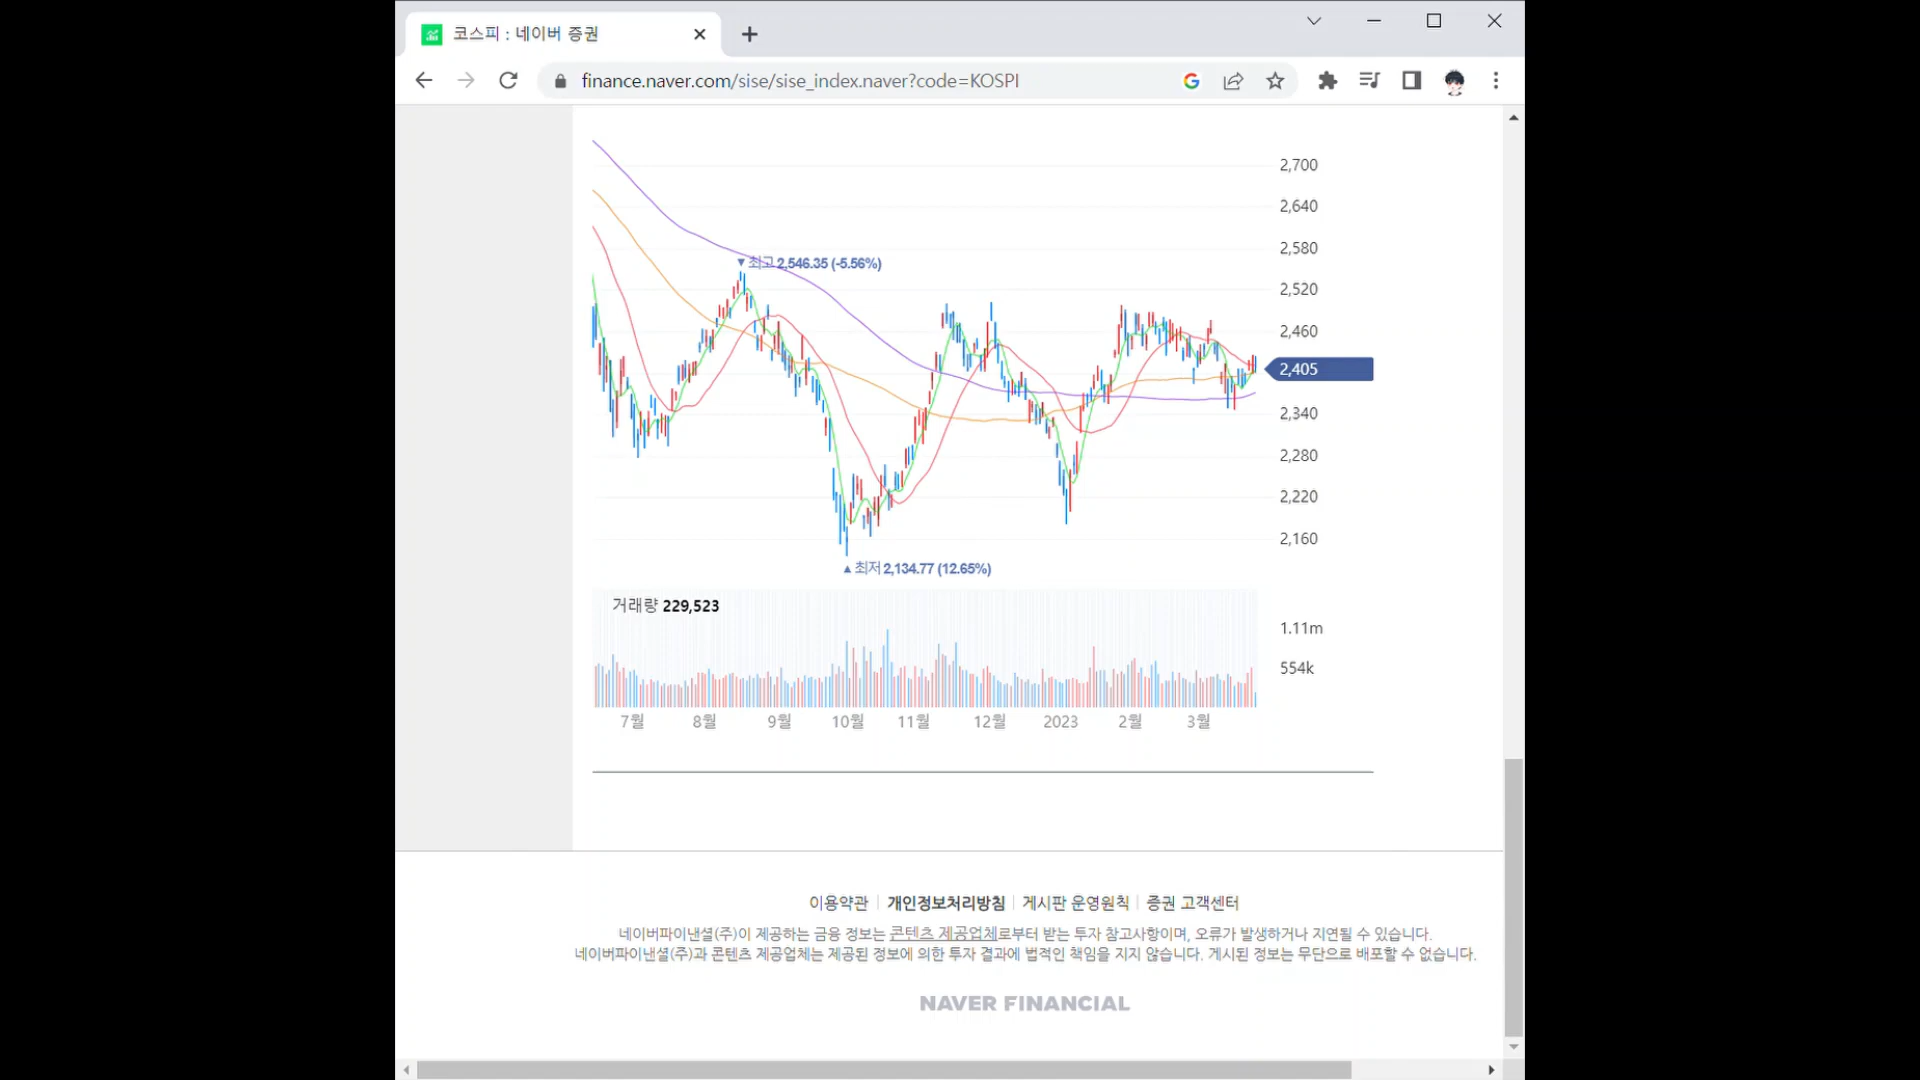 코스피 : 네이버 증권
finance.naver.com/sise/sise_index.naver?code=KOSPI
2,700
2,640
2,580
▼최고 2,546.35 (-5.56%)
2,520
2,460
2,405
2,340
2,280
2,220
2,160
▲최저 2,134.77 (12.65%)
거래량 229,523
1.11m
554k
7월 8월 9월 10월 11월 12월 2023 2월 3월
이용약관 개인정보처리방침 게시판 운영원칙 증권 고객센터
네이버파이낸셜(주)이 제공하는 금융 정보는 콘텐츠 제공업체로부터 받는 투자 참고사항이며, 오류가 발생하거나 지연될 수 있습니다.
네이버파이낸셜(주)과 콘텐츠 제공업체는 제공된 정보에 의한 투자 결과에 법적인 책임을 지지 않습니다. 게시된 정보는 무단으로 배포할 수 없습니다.
NAVER FINANCIAL